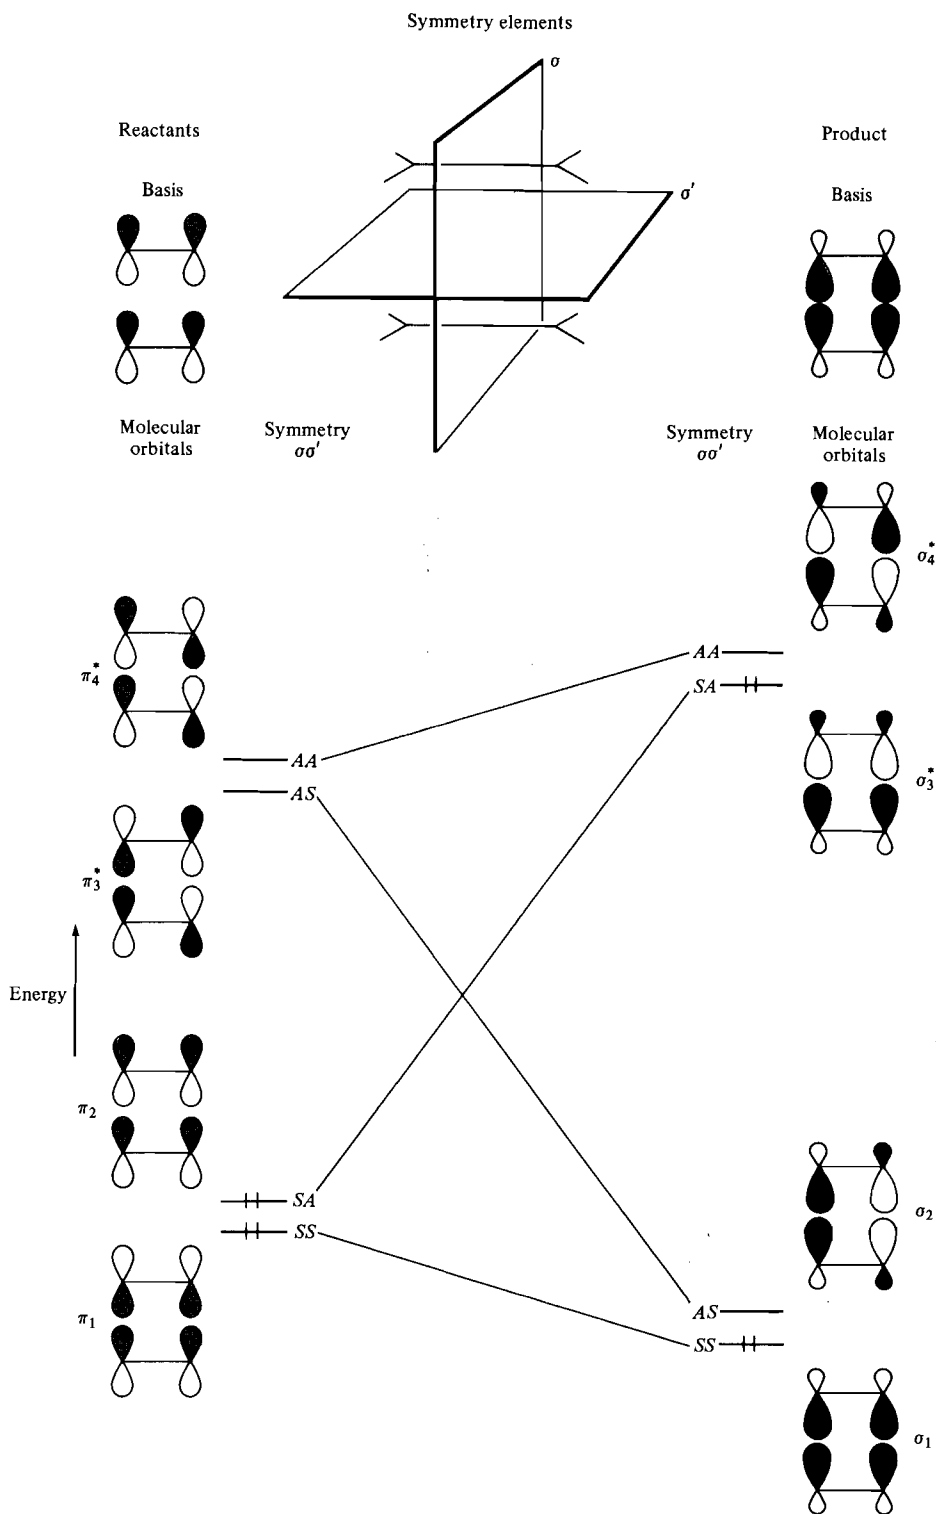 Symmetry elements
σ
Reactants
Product
Basis
σ′
Basis
Molecular
orbitals
Symmetry
σσ′
Symmetry
σσ′
Molecular
orbitals
σ₄*
π₄*
AA
SA
AA
AS
σ₃*
π₃*
Energy
π₂
SA
SS
σ₂
π₁
AS
SS
σ₁